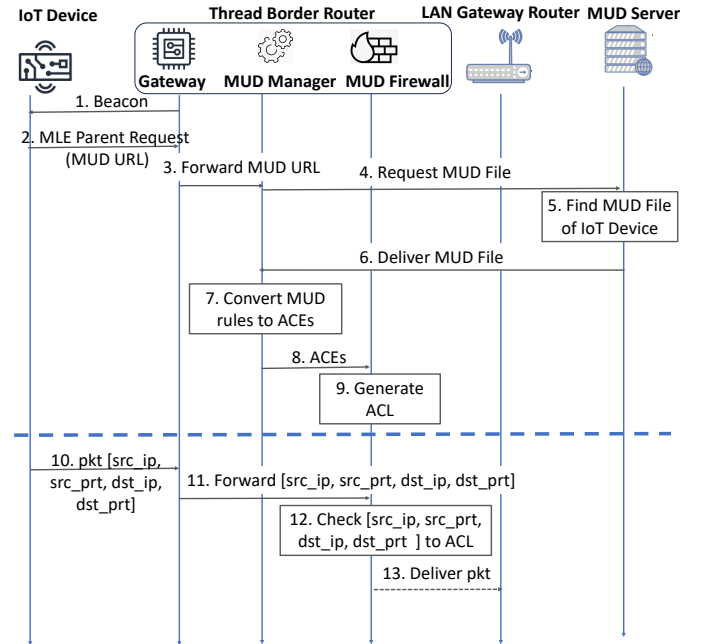 IoT Device
Thread Border Router
LAN Gateway Router
MUD Server
Gateway
MUD Manager
MUD Firewall
1. Beacon
2. MLE Parent Request
(MUD URL)
3. Forward MUD URL
4. Request MUD File
5. Find MUD File
of IoT Device
6. Deliver MUD File
7. Convert MUD
rules to ACEs
8. ACEs
9. Generate
ACL
10. pkt [src_ip,
src_prt, dst_ip,
dst_prt]
11. Forward [src_ip, src_prt, dst_ip, dst_prt]
12. Check [src_ip, src_prt,
dst_ip, dst_prt ] to ACL
13. Deliver pkt